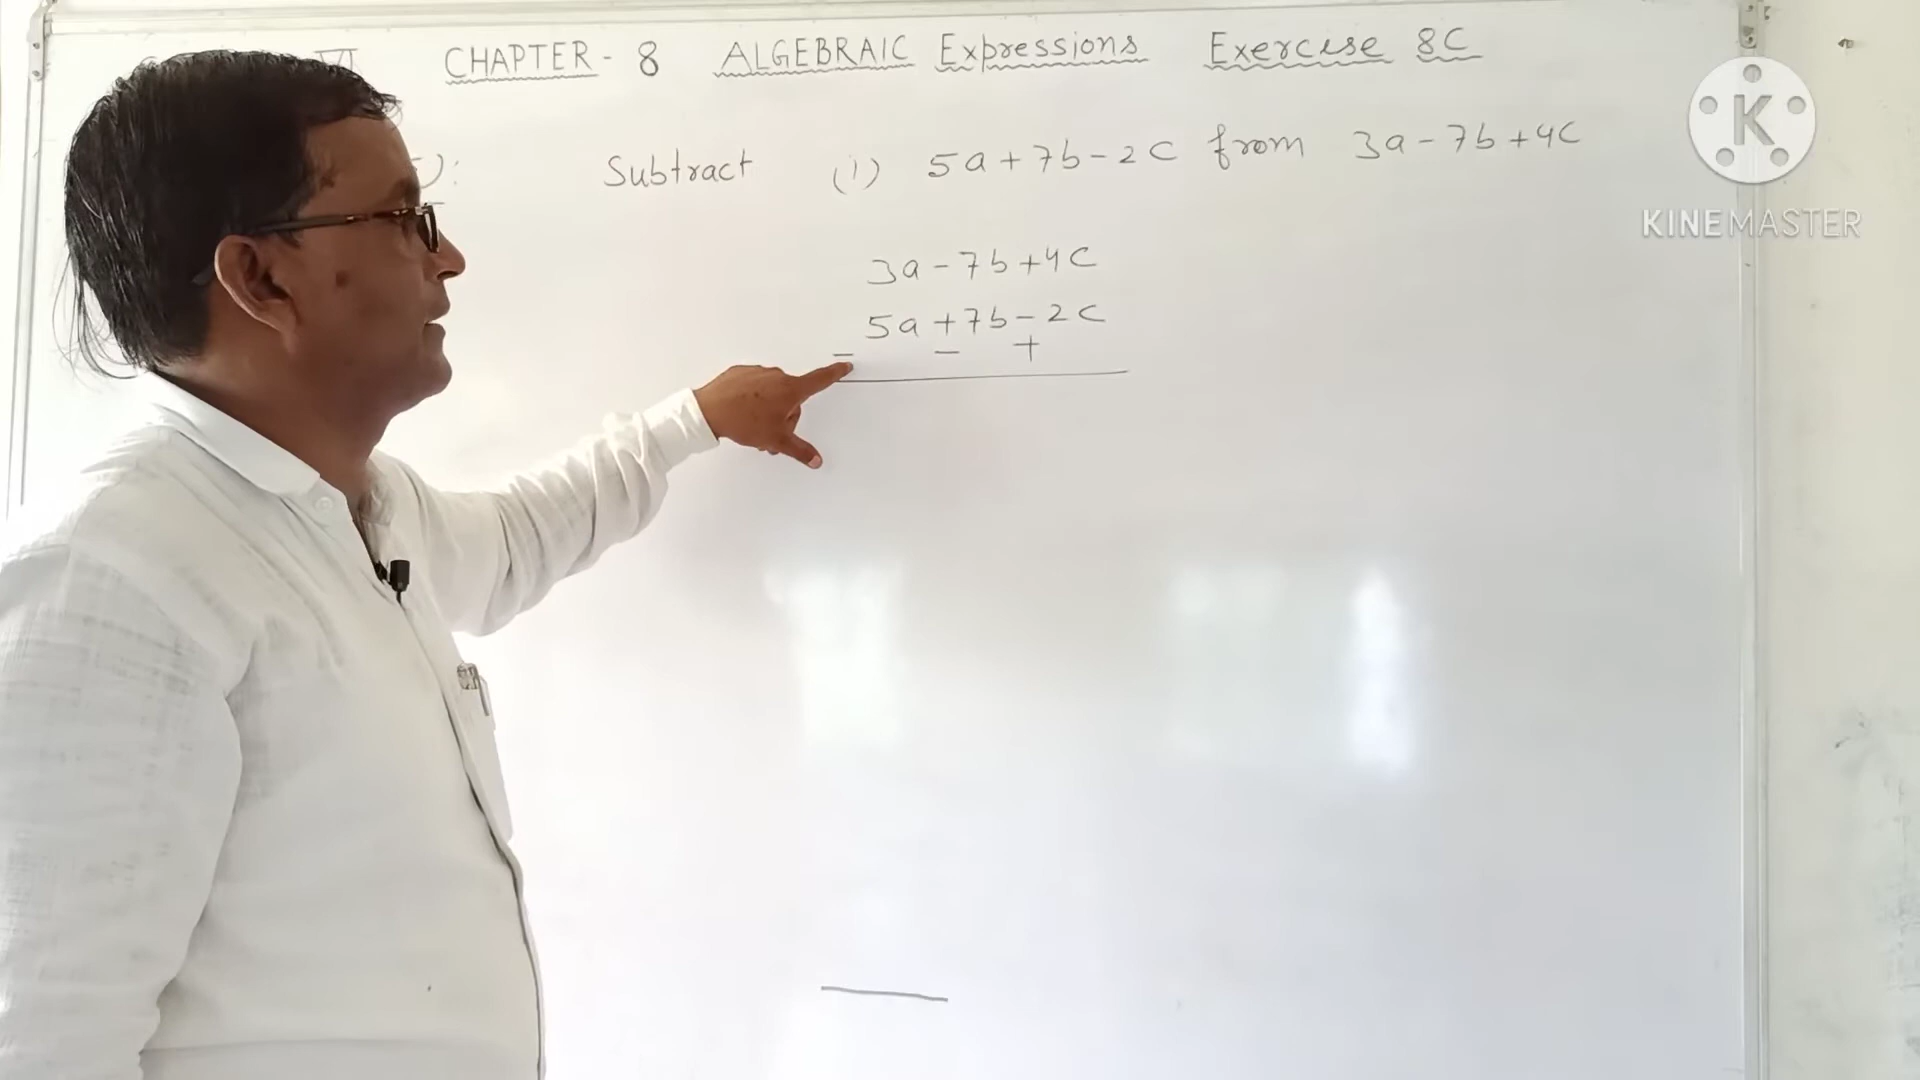 VI CHAPTER - 8 ALGEBRAIC Expressions Exercise 8C
Subtract (i) 5a + 7b - 2c from 3a - 7b + 4c
3a - 7b + 4c
5a + 7b - 2c
- - +
K
KINEMASTER